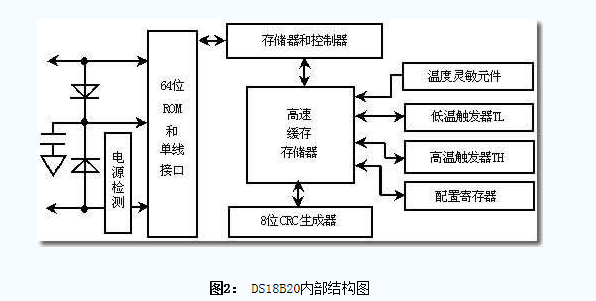 存储器和控制器
64位
ROM
和
单线
接口
高速
缓存
存储器
温度灵敏元件
低温触发器TL
高温触发器TH
配置寄存器
电
源
检
测
8位CRC生成器
图2： DS18B20内部结构图